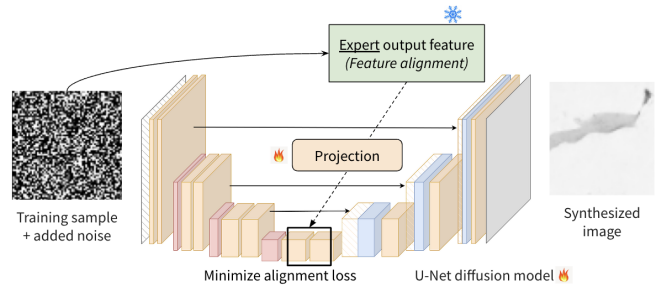 Expert output feature
(Feature alignment)
Projection
Training sample
+ added noise
Synthesized
image
Minimize alignment loss
U-Net diffusion model